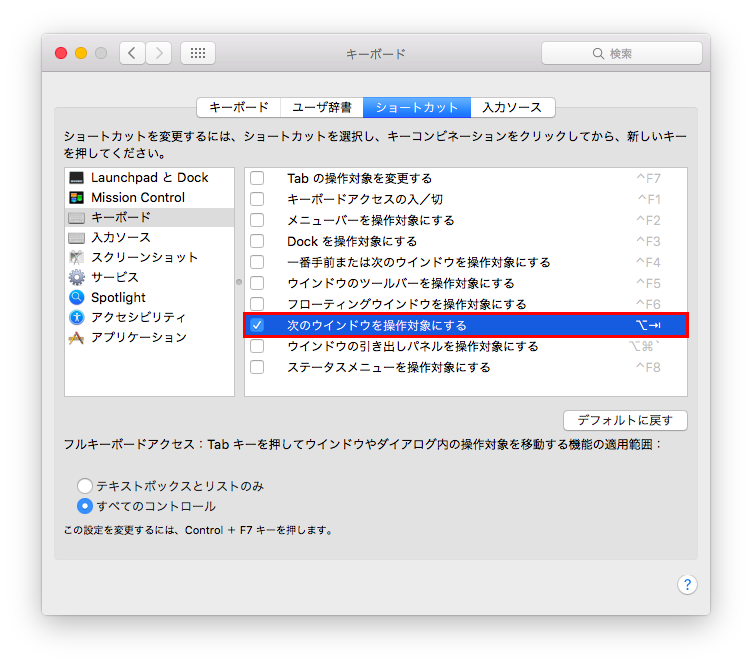 キーボード
検索
キーボード ユーザ辞書 ショートカット 入力ソース
ショートカットを変更するには、ショートカットを選択し、キーコンビネーションをクリックしてから、新しいキー
を押してください。
Launchpad と Dock
Mission Control
キーボード
入力ソース
スクリーンショット
サービス
Spotlight
アクセシビリティ
アプリケーション
Tab の操作対象を変更する ^F7
キーボードアクセスの入／切 ^F1
メニューバーを操作対象にする ^F2
Dock を操作対象にする ^F3
一番手前または次のウインドウを操作対象にする ^F4
ウインドウのツールバーを操作対象にする ^F5
フローティングウインドウを操作対象にする ^F6
次のウインドウを操作対象にする ⌥⇥
ウインドウの引き出しパネルを操作対象にする ⌥⌘`
ステータスメニューを操作対象にする ^F8
デフォルトに戻す
フルキーボードアクセス：Tab キーを押してウインドウやダイアログ内の操作対象を移動する機能の適用範囲：
テキストボックスとリストのみ
すべてのコントロール
この設定を変更するには、Control ＋ F7 キーを押します。
?